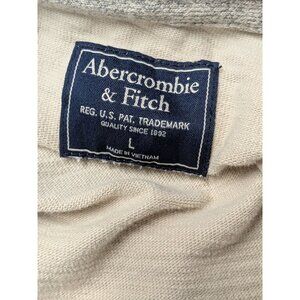 Abercrombie
& Fitch
REG. U.S. PAT. TRADEMARK
QUALITY SINCE 1892
L
MADE IN VIETNAM